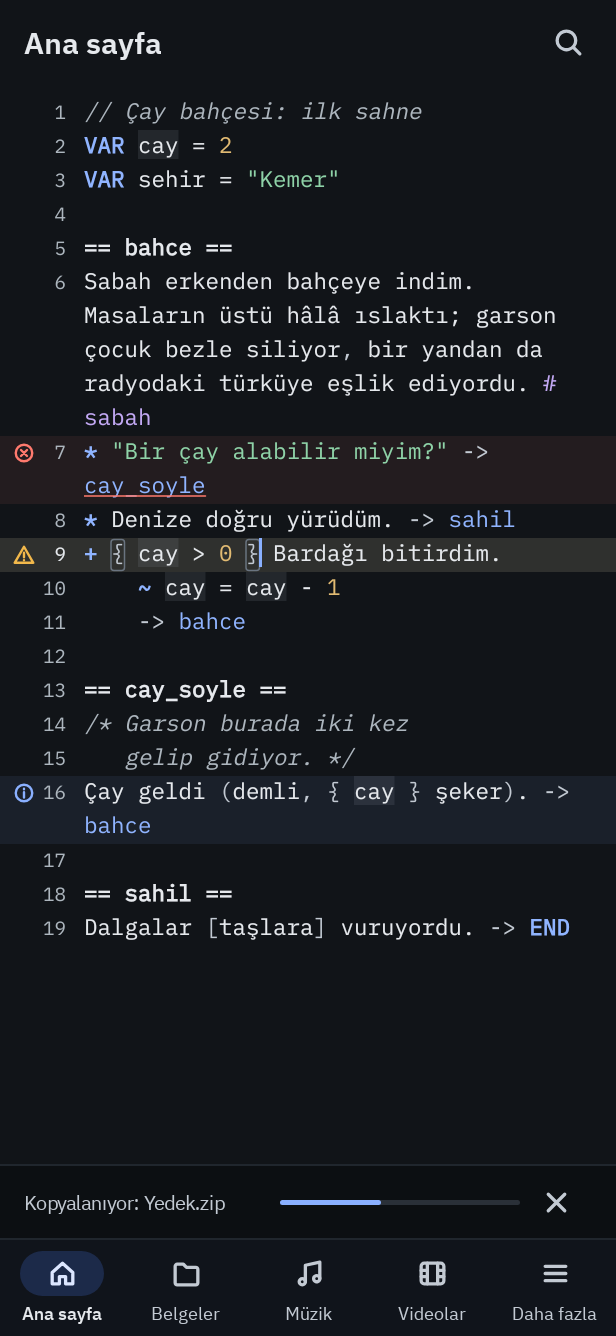 Ana sayfa
1 // Çay bahçesi: ilk sahne
2 VAR cay = 2
3 VAR sehir = "Kemer"
4
5 == bahce ==
6 Sabah erkenden bahçeye indim.
Masaların üstü hâlâ ıslaktı; garson
çocuk bezle siliyor, bir yandan da
radyodaki türküye eşlik ediyordu. #
sabah
7 * "Bir çay alabilir miyim?" ->
cay_soyle
8 * Denize doğru yürüdüm. -> sahil
9 + { cay > 0 } Bardağı bitirdim.
10 ~ cay = cay - 1
11 -> bahce
12
13 == cay_soyle ==
14 /* Garson burada iki kez
15 gelip gidiyor. */
16 Çay geldi (demli, { cay } şeker). ->
bahce
17
18 == sahil ==
19 Dalgalar [taşlara] vuruyordu. -> END
Kopyalanıyor: Yedek.zip
Ana sayfa
Belgeler
Müzik
Videolar
Daha fazla